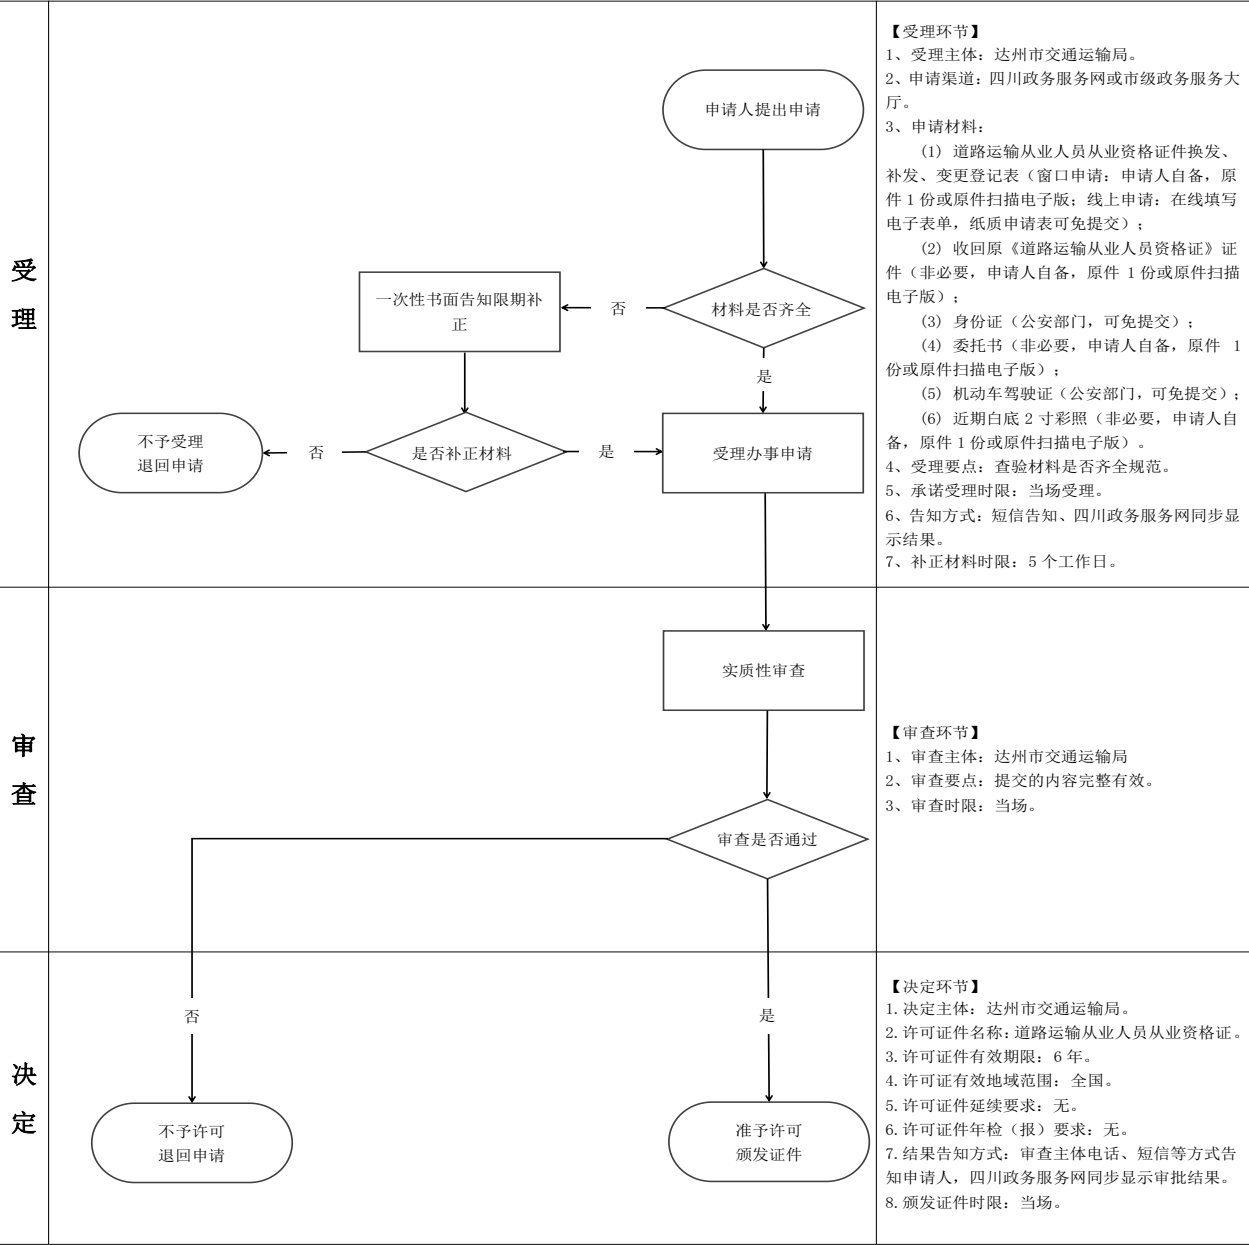 受
理
申请人提出申请
材料是否齐全
否
一次性书面告知限期补
正
是
是否补正材料
否
不予受理
退回申请
是
受理办事申请
【受理环节】
1、受理主体：达州市交通运输局。
2、申请渠道：四川政务服务网或市级政务服务大
厅。
3、申请材料：
(1) 道路运输从业人员从业资格证件换发、
补发、变更登记表（窗口申请：申请人自备，原
件 1 份或原件扫描电子版；线上申请：在线填写
电子表单，纸质申请表可免提交）；
(2) 收回原《道路运输从业人员资格证》证
件（非必要，申请人自备，原件 1 份或原件扫描
电子版）；
(3) 身份证（公安部门，可免提交）；
(4) 委托书（非必要，申请人自备，原件 1
份或原件扫描电子版）；
(5) 机动车驾驶证（公安部门，可免提交）；
(6) 近期白底 2 寸彩照（非必要，申请人自
备，原件 1 份或原件扫描电子版）。
4、受理要点：查验材料是否齐全规范。
5、承诺受理时限：当场受理。
6、告知方式：短信告知、四川政务服务网同步显
示结果。
7、补正材料时限：5 个工作日。
审
查
实质性审查
审查是否通过
【审查环节】
1、审查主体：达州市交通运输局
2、审查要点：提交的内容完整有效。
3、审查时限：当场。
决
定
否
不予许可
退回申请
是
准予许可
颁发证件
【决定环节】
1.决定主体：达州市交通运输局。
2.许可证件名称：道路运输从业人员从业资格证。
3.许可证件有效期限：6 年。
4.许可证有效地域范围：全国。
5.许可证件延续要求：无。
6.许可证件年检（报）要求：无。
7.结果告知方式：审查主体电话、短信等方式告
知申请人，四川政务服务网同步显示审批结果。
8.颁发证件时限：当场。